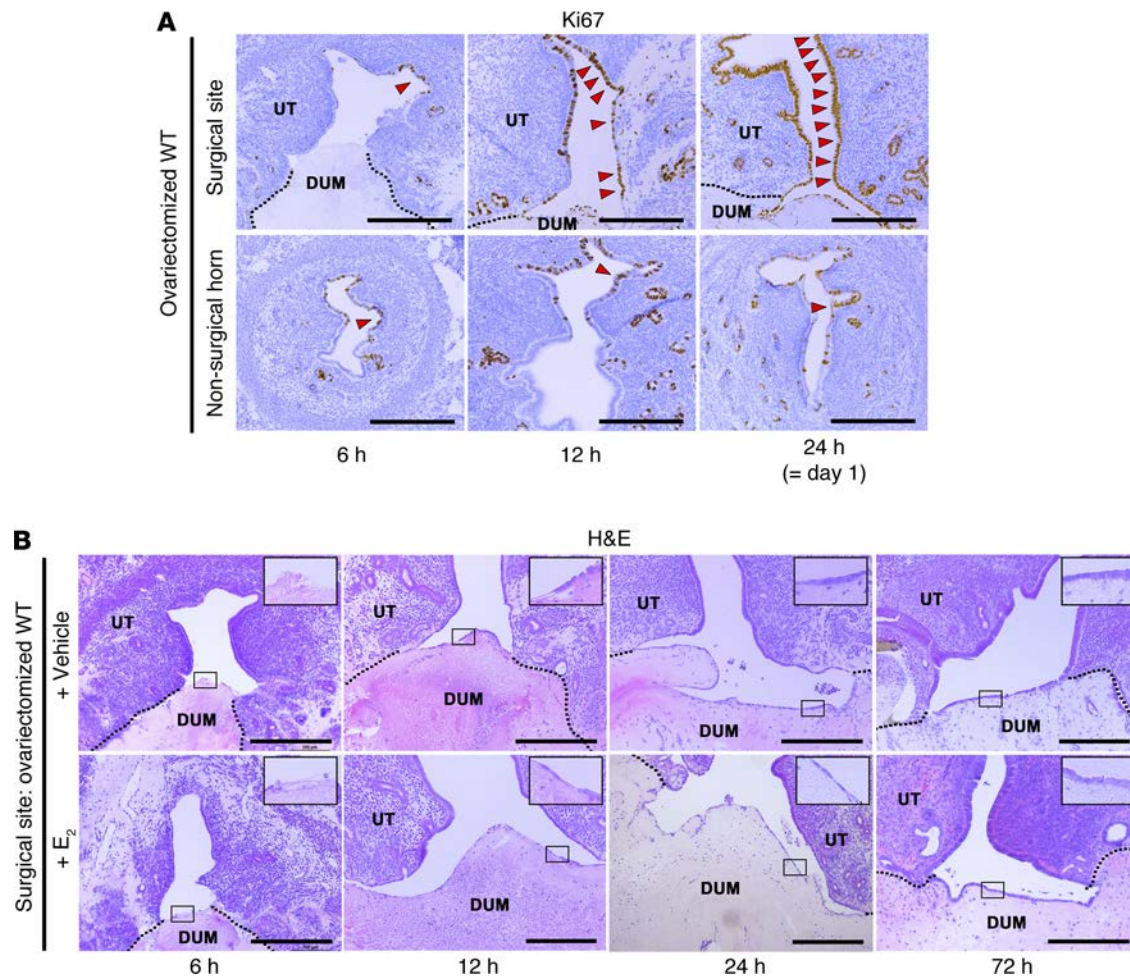 A
Ki67
Ovariectomized WT
Surgical site
Non-surgical horn
UT
DUM
UT
DUM
UT
DUM
6 h
12 h
24 h
(= day 1)
B
H&E
Surgical site: ovariectomized WT
+ Vehicle
+ E₂
UT
DUM
UT
DUM
UT
DUM
UT
DUM
UT
DUM
UT
DUM
UT
DUM
UT
DUM
6 h
12 h
24 h
72 h